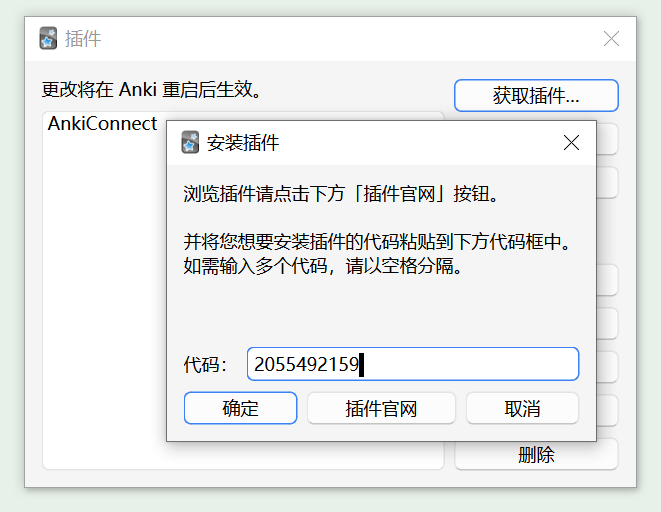 插件
更改将在 Anki 重启后生效。
获取插件...
AnkiConnect
安装插件
浏览插件请点击下方「插件官网」按钮。
并将您想要安装插件的代码粘贴到下方代码框中。
如需输入多个代码，请以空格分隔。
代码： 2055492159
确定 插件官网 取消
删除